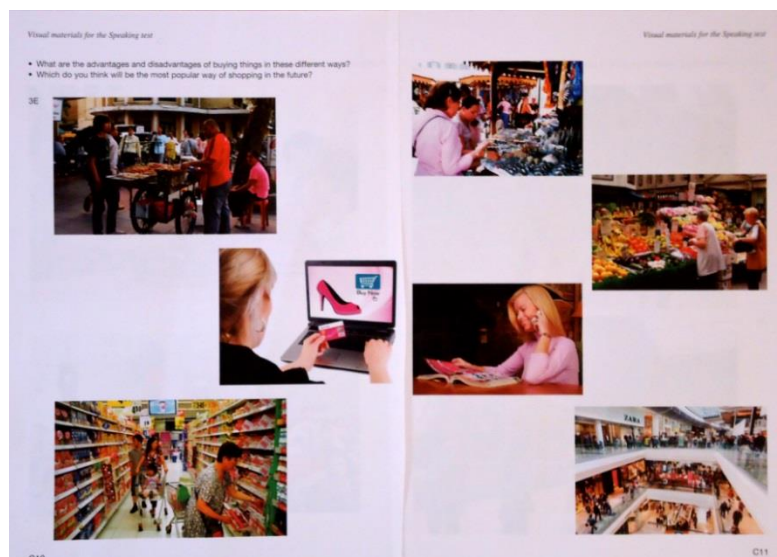 Visual materials for the Speaking test
• What are the advantages and disadvantages of buying things in these different ways?
• Which do you think will be the most popular way of shopping in the future?
3E
Buy Now
Visual materials for the Speaking test
ZARA
C11